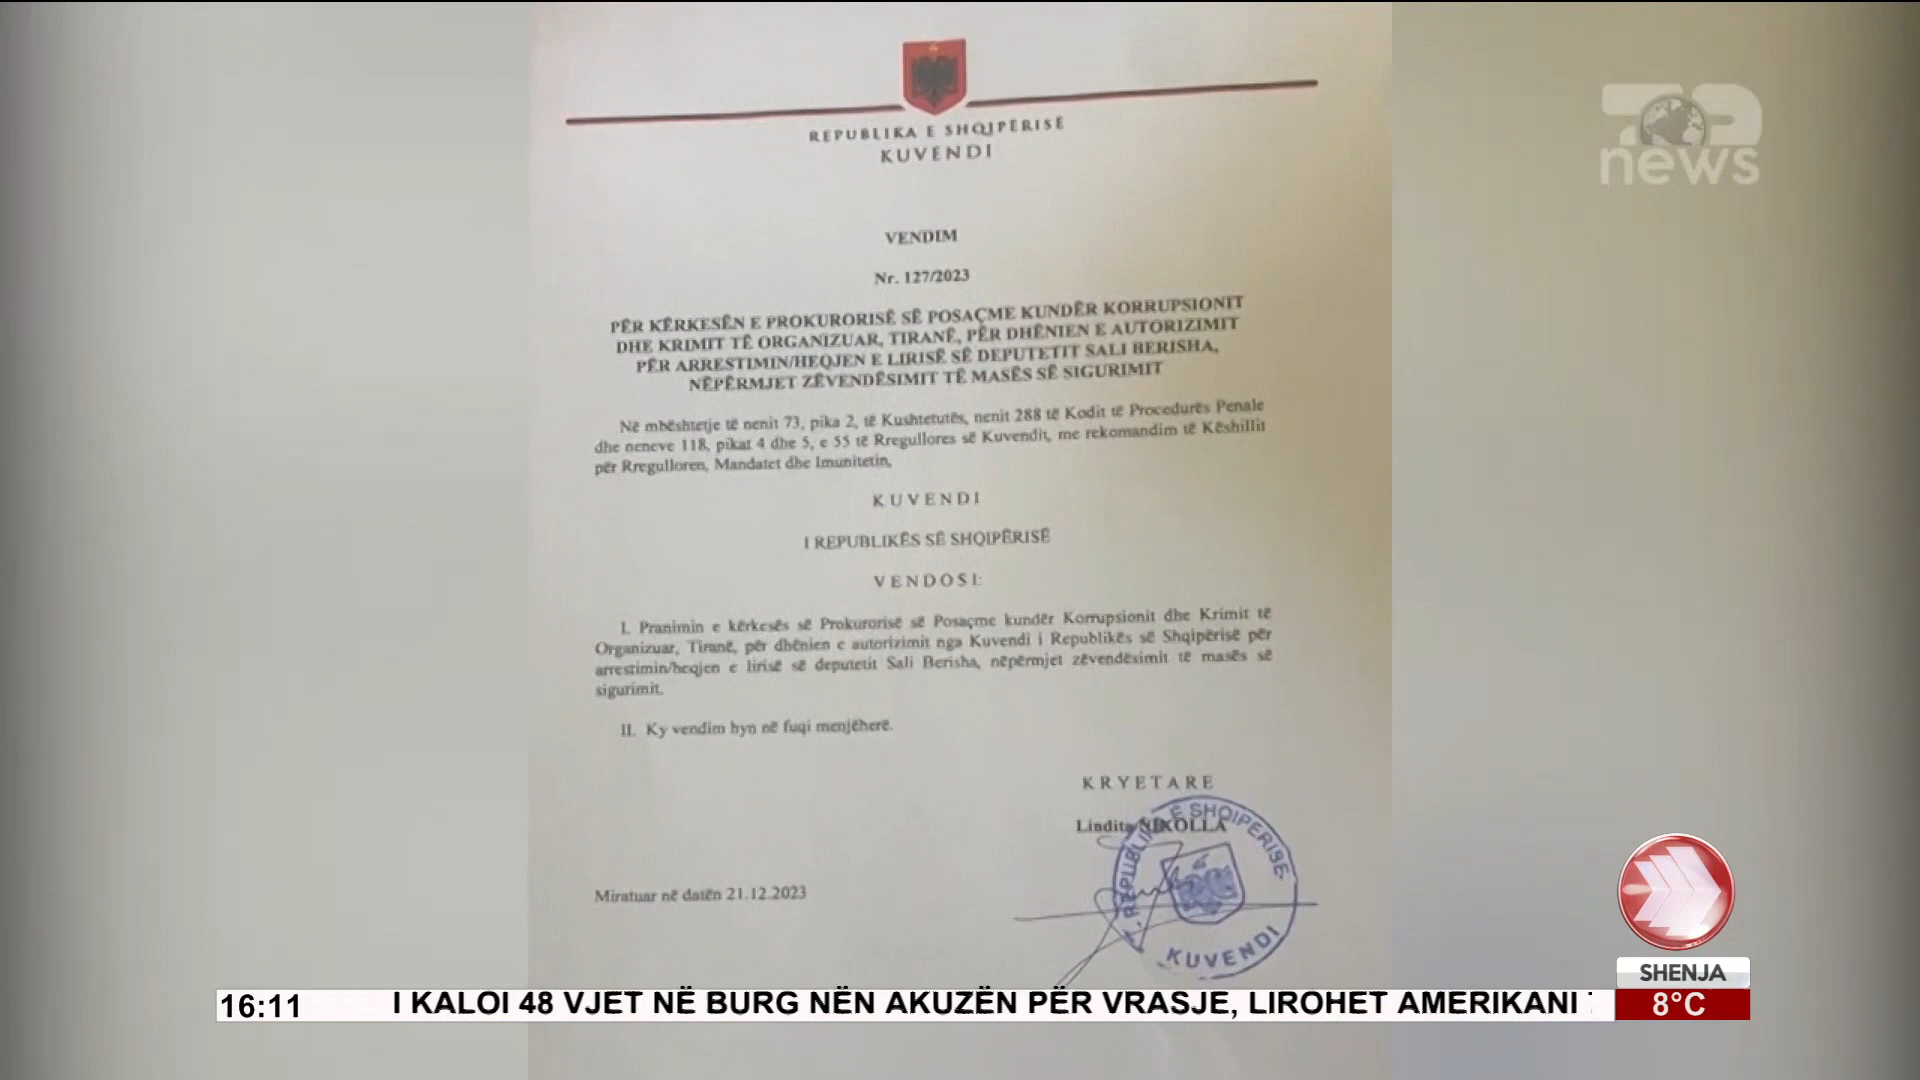 REPUBLIKA E SHQIPËRISË
KUVENDI
news
VENDIM
Nr. 127/2023
PËR KËRKESËN E PROKURORISË SË POSAÇME KUNDËR KORRUPSIONIT
DHE KRIMIT TË ORGANIZUAR, TIRANË, PËR DHËNIEN E AUTORIZIMIT
PËR ARRESTIMIN/HEQJEN E LIRISË SË DEPUTETIT SALI BERISHA,
NËPËRMJET ZËVENDËSIMIT TË MASËS SË SIGURIMIT
Në mbështetje të nenit 73, pika 2, të Kushtetutës, nenit 288 të Kodit të Procedurës Penale
dhe neneve 118, pikat 4 dhe 5, e 55 të Rregullores së Kuvendit, me rekomandim të Këshillit
për Rregulloren, Mandatet dhe Imunitetin,
KUVENDI
I REPUBLIKËS SË SHQIPËRISË
VENDOSI:
I. Pranimin e kërkesës së Prokurorisë së Posaçme kundër Korrupsionit dhe Krimit të
Organizuar, Tiranë, për dhënien e autorizimit nga Kuvendi i Republikës së Shqipërisë për
arrestimin/heqjen e lirisë së deputetit Sali Berisha, nëpërmjet zëvendësimit të masës së
sigurimit.
II. Ky vendim hyn në fuqi menjëherë.
KRYETARE
Lindita NIKOLLA
REPUBLIKA E SHQIPËRISË
KUVENDI
Miratuar në datën 21.12.2023
SHENJA
16:11 I KALOI 48 VJET NË BURG NËN AKUZËN PËR VRASJE, LIROHET AMERIKANI
8°C